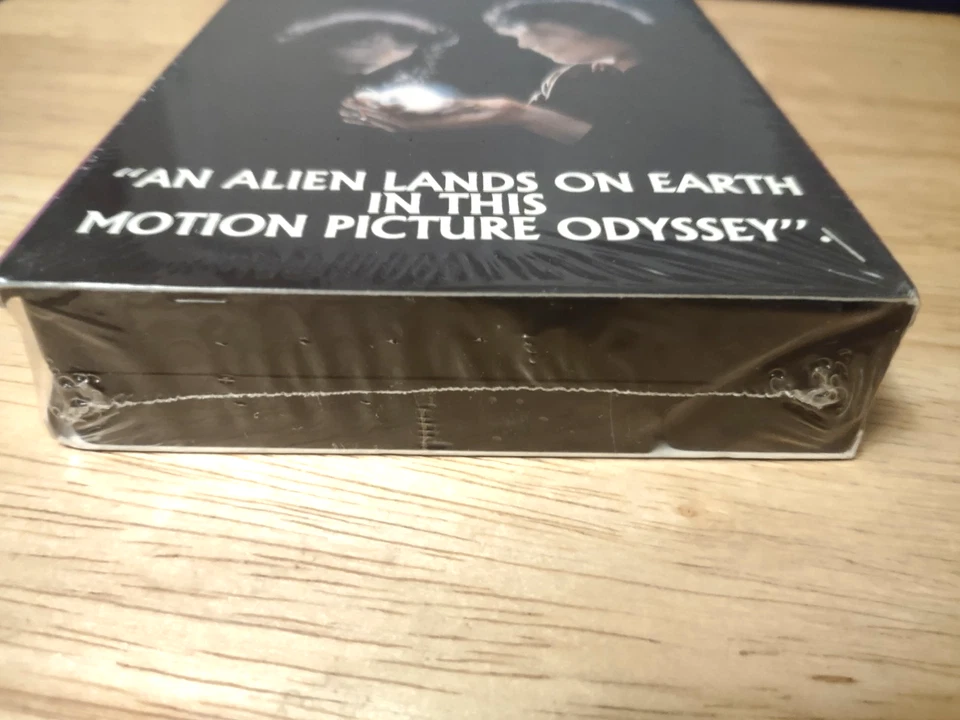 “AN ALIEN LANDS ON EARTH
IN THIS
MOTION PICTURE ODYSSEY”.